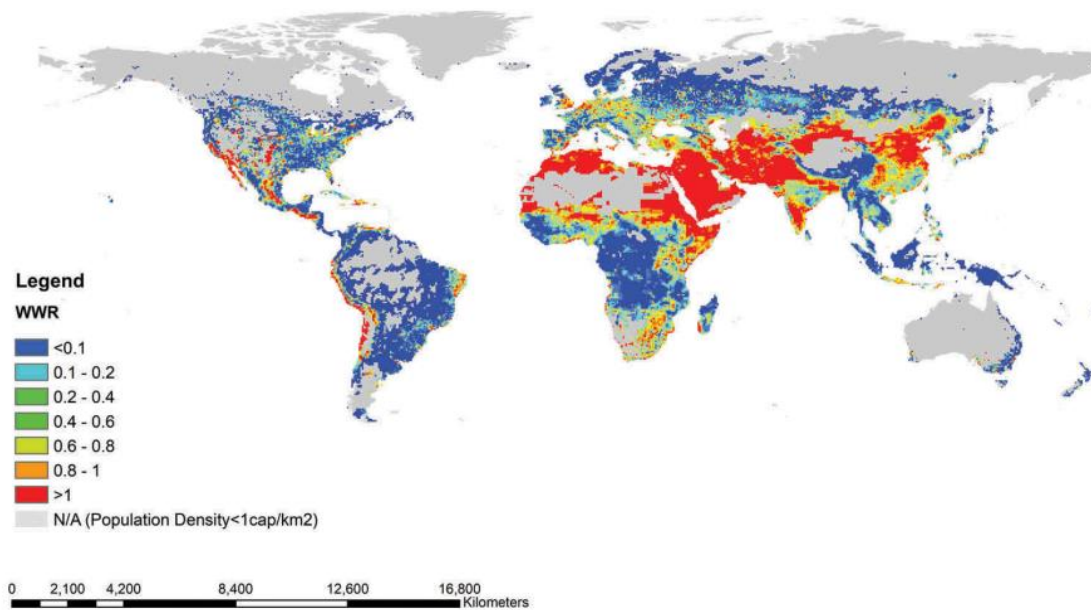 Legend
WWR
<0.1
0.1 - 0.2
0.2 - 0.4
0.4 - 0.6
0.6 - 0.8
0.8 - 1
>1
N/A (Population Density<1cap/km2)
0 2,100 4,200 8,400 12,600 16,800
Kilometers